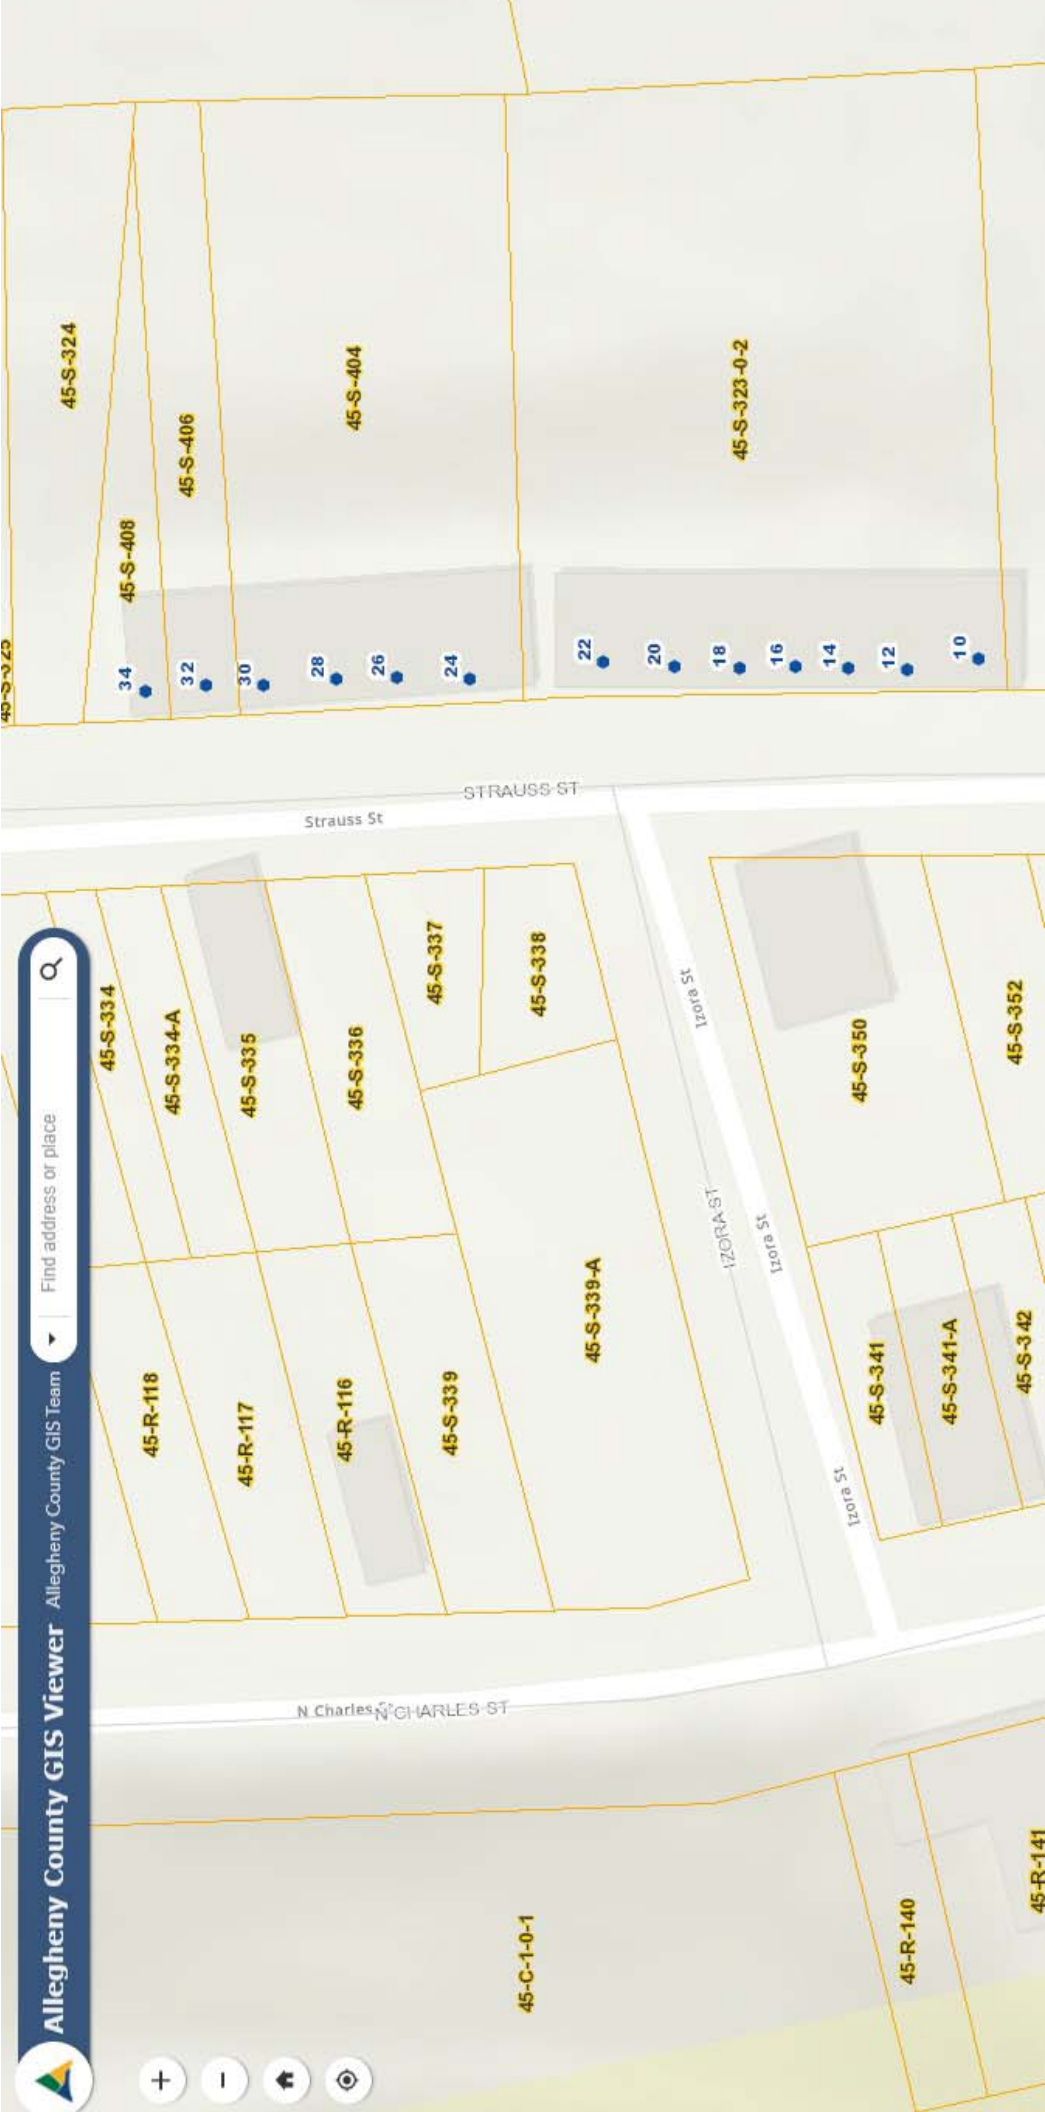 Allegheny County GIS Viewer
Allegheny County GIS Team
Find address or place
45-S-334
45-S-334-A
45-S-335
45-S-336
45-S-337
45-S-338
45-R-118
45-R-117
45-R-116
45-S-339
45-S-339-A
45-S-324
45-S-408
45-S-406
45-S-404
45-S-323-0-2
34
32
30
28
26
24
22
20
18
16
14
12
10
STRAUSS ST
Strauss St
Izora St
IZORA ST
Izora St
Izora St
45-S-350
45-S-352
45-S-341
45-S-341-A
45-S-342
N Charles St
N CHARLES ST
45-C-1-0-1
45-R-140
45-R-141
+
−